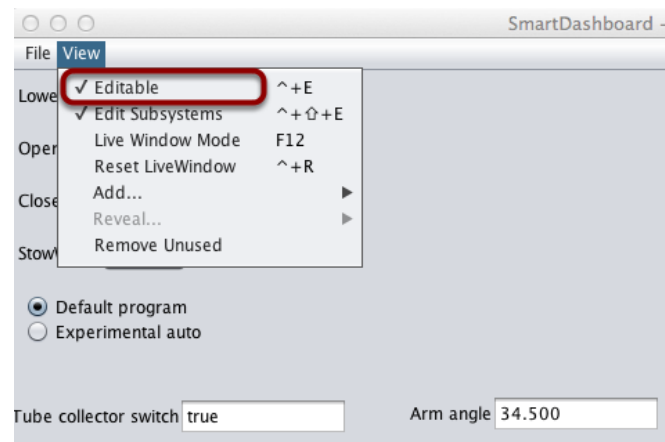 SmartDashboard -
File View
Lowe
✓ Editable ^+E
✓ Edit Subsystems ^+⇧+E
Oper
Live Window Mode F12
Reset LiveWindow ^+R
Close
Add...
Reveal...
Stow
Remove Unused
Default program
Experimental auto
Tube collector switch true
Arm angle 34.500